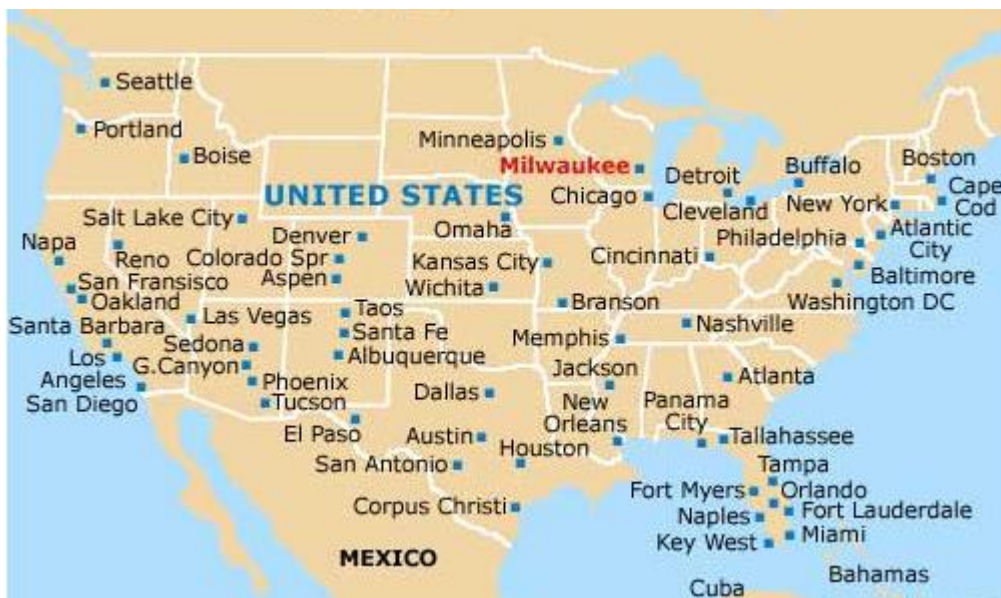 Seattle
Portland
Boise
Minneapolis
Milwaukee
UNITED STATES
Chicago
Detroit
Cleveland
Buffalo
Boston
Cape
Cod
New York
Salt Lake City
Omaha
Philadelphia
Atlantic
City
Napa
Reno
Denver
Colorado Spr
Aspen
Kansas City
Wichita
Cincinnati
Baltimore
Washington DC
San Fransisco
Oakland
Las Vegas
Taos
Santa Fe
Albuquerque
Branson
Nashville
Memphis
Santa Barbara
Los
Angeles
San Diego
Sedona
G.Canyon
Phoenix
Tucson
El Paso
Dallas
Jackson
New
Orleans
Panama
City
Atlanta
Austin
Houston
San Antonio
Corpus Christi
Tallahassee
Tampa
Fort Myers
Orlando
Naples
Fort Lauderdale
Key West
Miami
MEXICO
Cuba
Bahamas